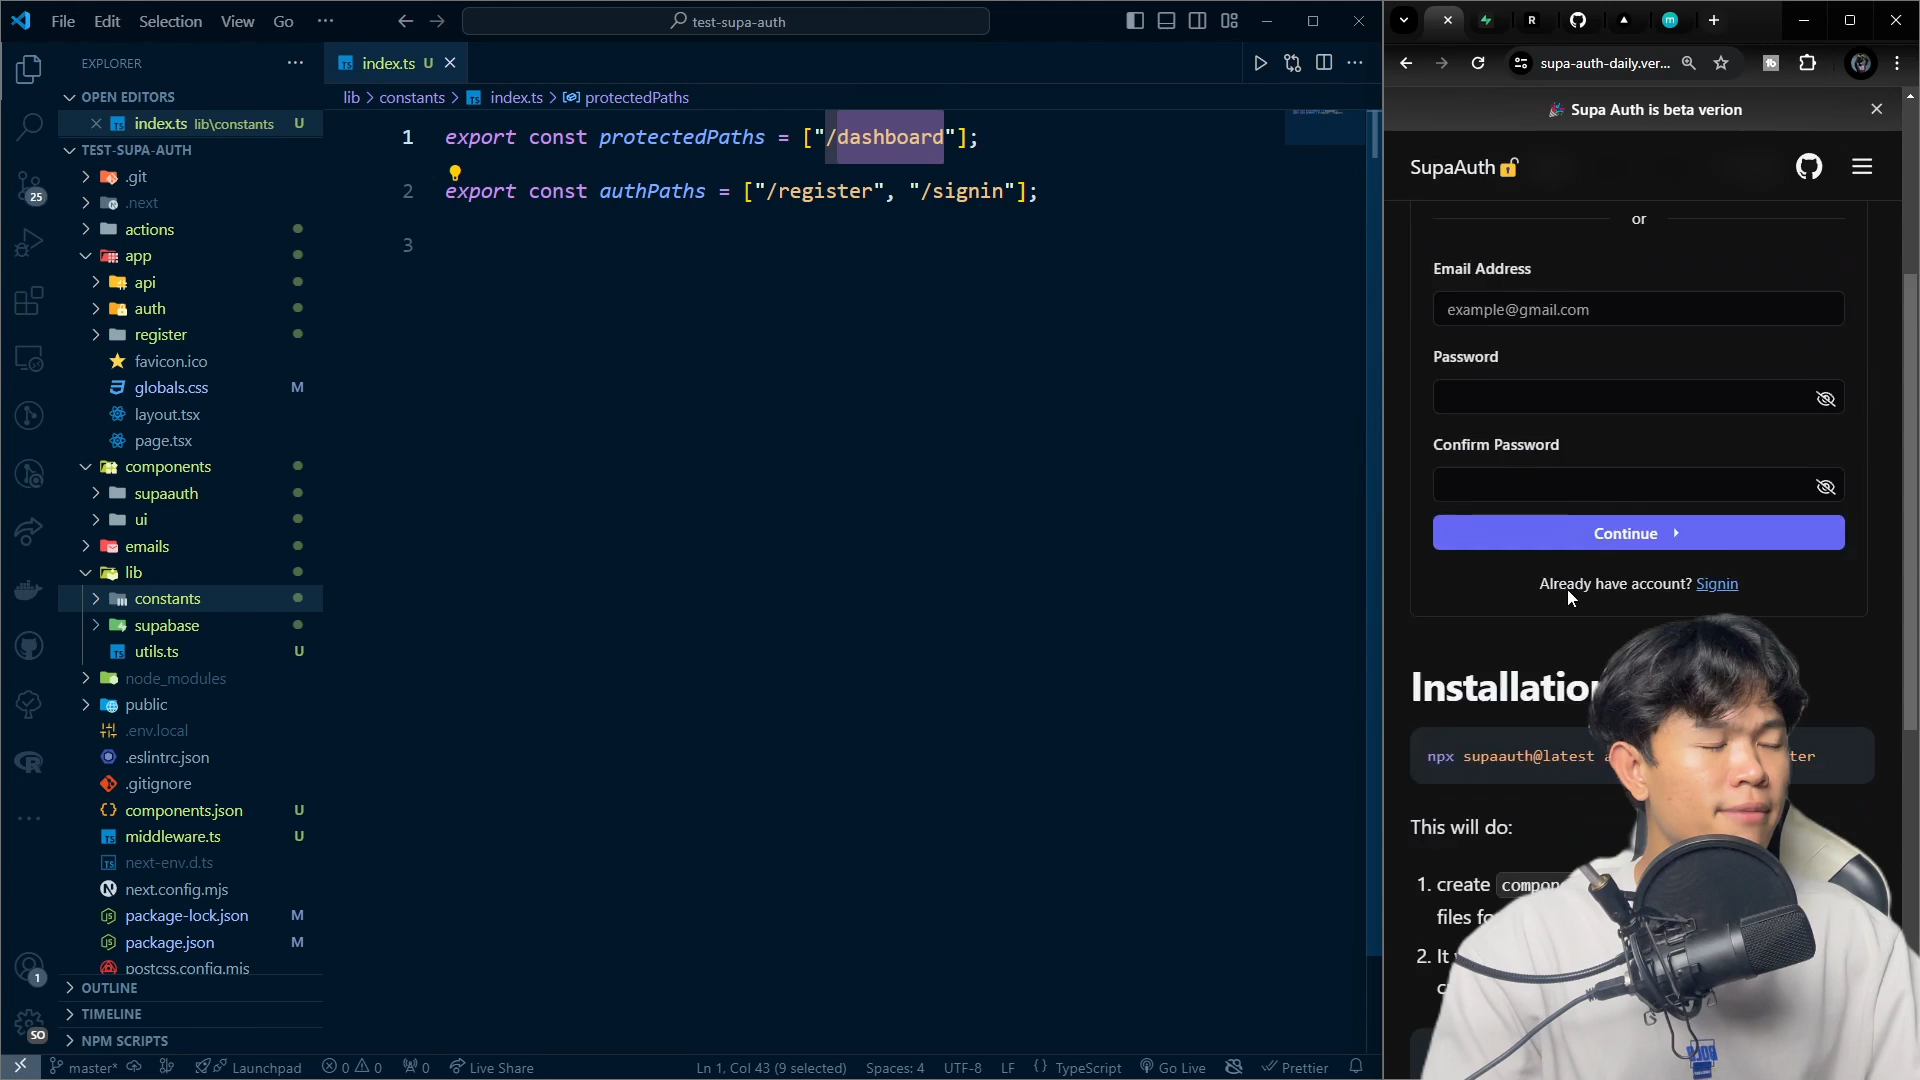 File Edit Selection View Go ···
test-supa-auth
EXPLORER
OPEN EDITORS
index.ts lib\constants U
TEST-SUPA-AUTH
.git
.next
actions
app
api
auth
register
favicon.ico
globals.css M
layout.tsx
page.tsx
components
supaauth
ui
emails
lib
constants
supabase
utils.ts U
node_modules
public
.env.local
.eslintrc.json
.gitignore
components.json U
middleware.ts U
next-env.d.ts
next.config.mjs
package-lock.json M
package.json M
postcss.config.mjs
OUTLINE
TIMELINE
NPM SCRIPTS
25
1
SO
index.ts U
lib > constants > index.ts > protectedPaths
1 export const protectedPaths = ["/dashboard"];
2 export const authPaths = ["/register", "/signin"];
3
master* Launchpad 0 0 0 Live Share
Ln 1, Col 43 (9 selected) Spaces: 4 UTF-8 LF {} TypeScript Go Live Prettier
supa-auth-daily.ver...
🎉 Supa Auth is beta verion
SupaAuth🔓
or
Email Address
example@gmail.com
Password
Confirm Password
Continue
Already have account? Signin
Installation
npx supaauth@latest
This will do:
1. create
files
2. It